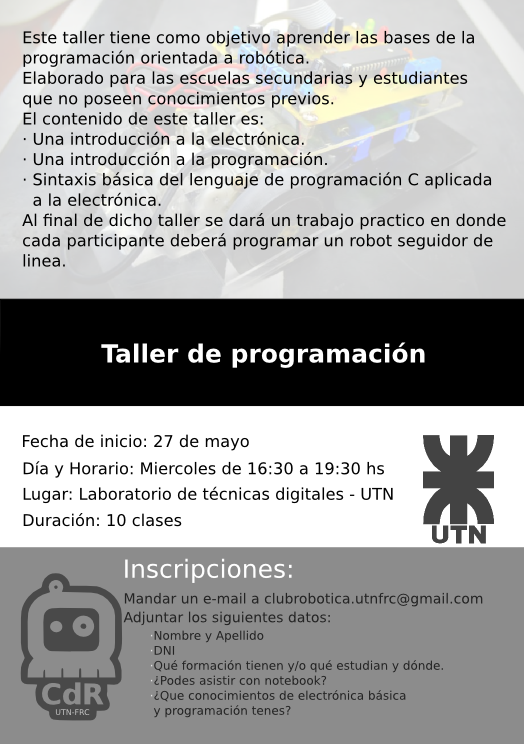 Este taller tiene como objetivo aprender las bases de la
programación orientada a robótica.
Elaborado para las escuelas secundarias y estudiantes
que no poseen conocimientos previos.
El contenido de este taller es:
· Una introducción a la electrónica.
· Una introducción a la programación.
· Sintaxis básica del lenguaje de programación C aplicada
a la electrónica.
Al final de dicho taller se dará un trabajo practico en donde
cada participante deberá programar un robot seguidor de
linea.
Taller de programación
Fecha de inicio: 27 de mayo
Día y Horario: Miercoles de 16:30 a 19:30 hs
Lugar: Laboratorio de técnicas digitales - UTN
Duración: 10 clases
UTN
Inscripciones:
Mandar un e-mail a clubrobotica.utnfrc@gmail.com
Adjuntar los siguientes datos:
·Nombre y Apellido
·DNI
·Qué formación tienen y/o qué estudian y dónde.
·¿Podes asistir con notebook?
·¿Que conocimientos de electrónica básica
y programación tenes?
CdR
UTN-FRC